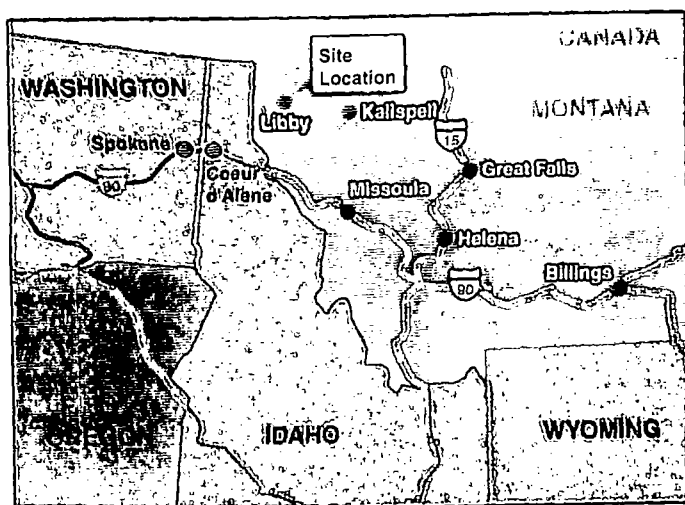 CANADA
Site
Location
WASHINGTON
MONTANA
Libby
Kalispell
15
Spokane
Great Falls
90
Coeur
d'Alene
Missoula
Helena
90
Billings
OREGON
IDAHO
WYOMING